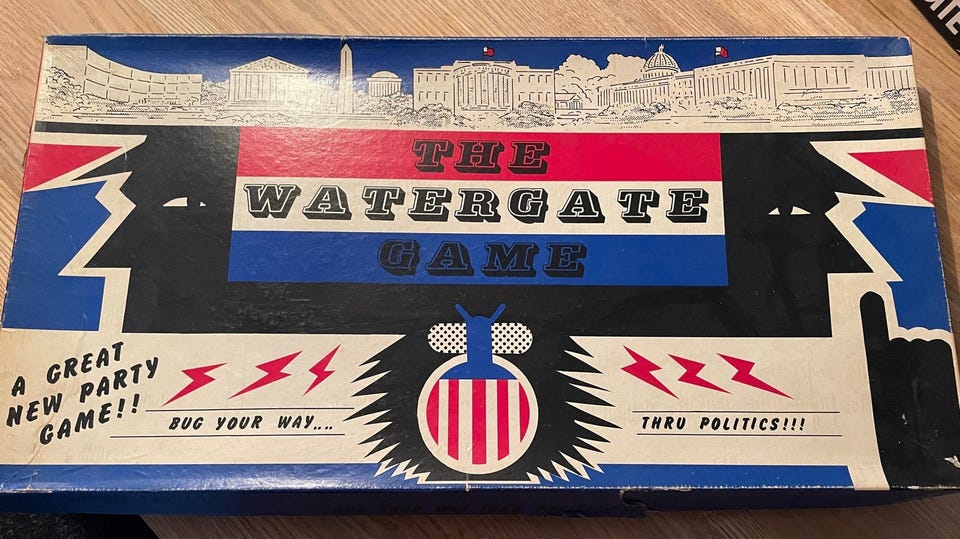 THE
WATERGATE
GAME
A GREAT
NEW PARTY
GAME!!
BUG YOUR WAY....
THRU POLITICS!!!